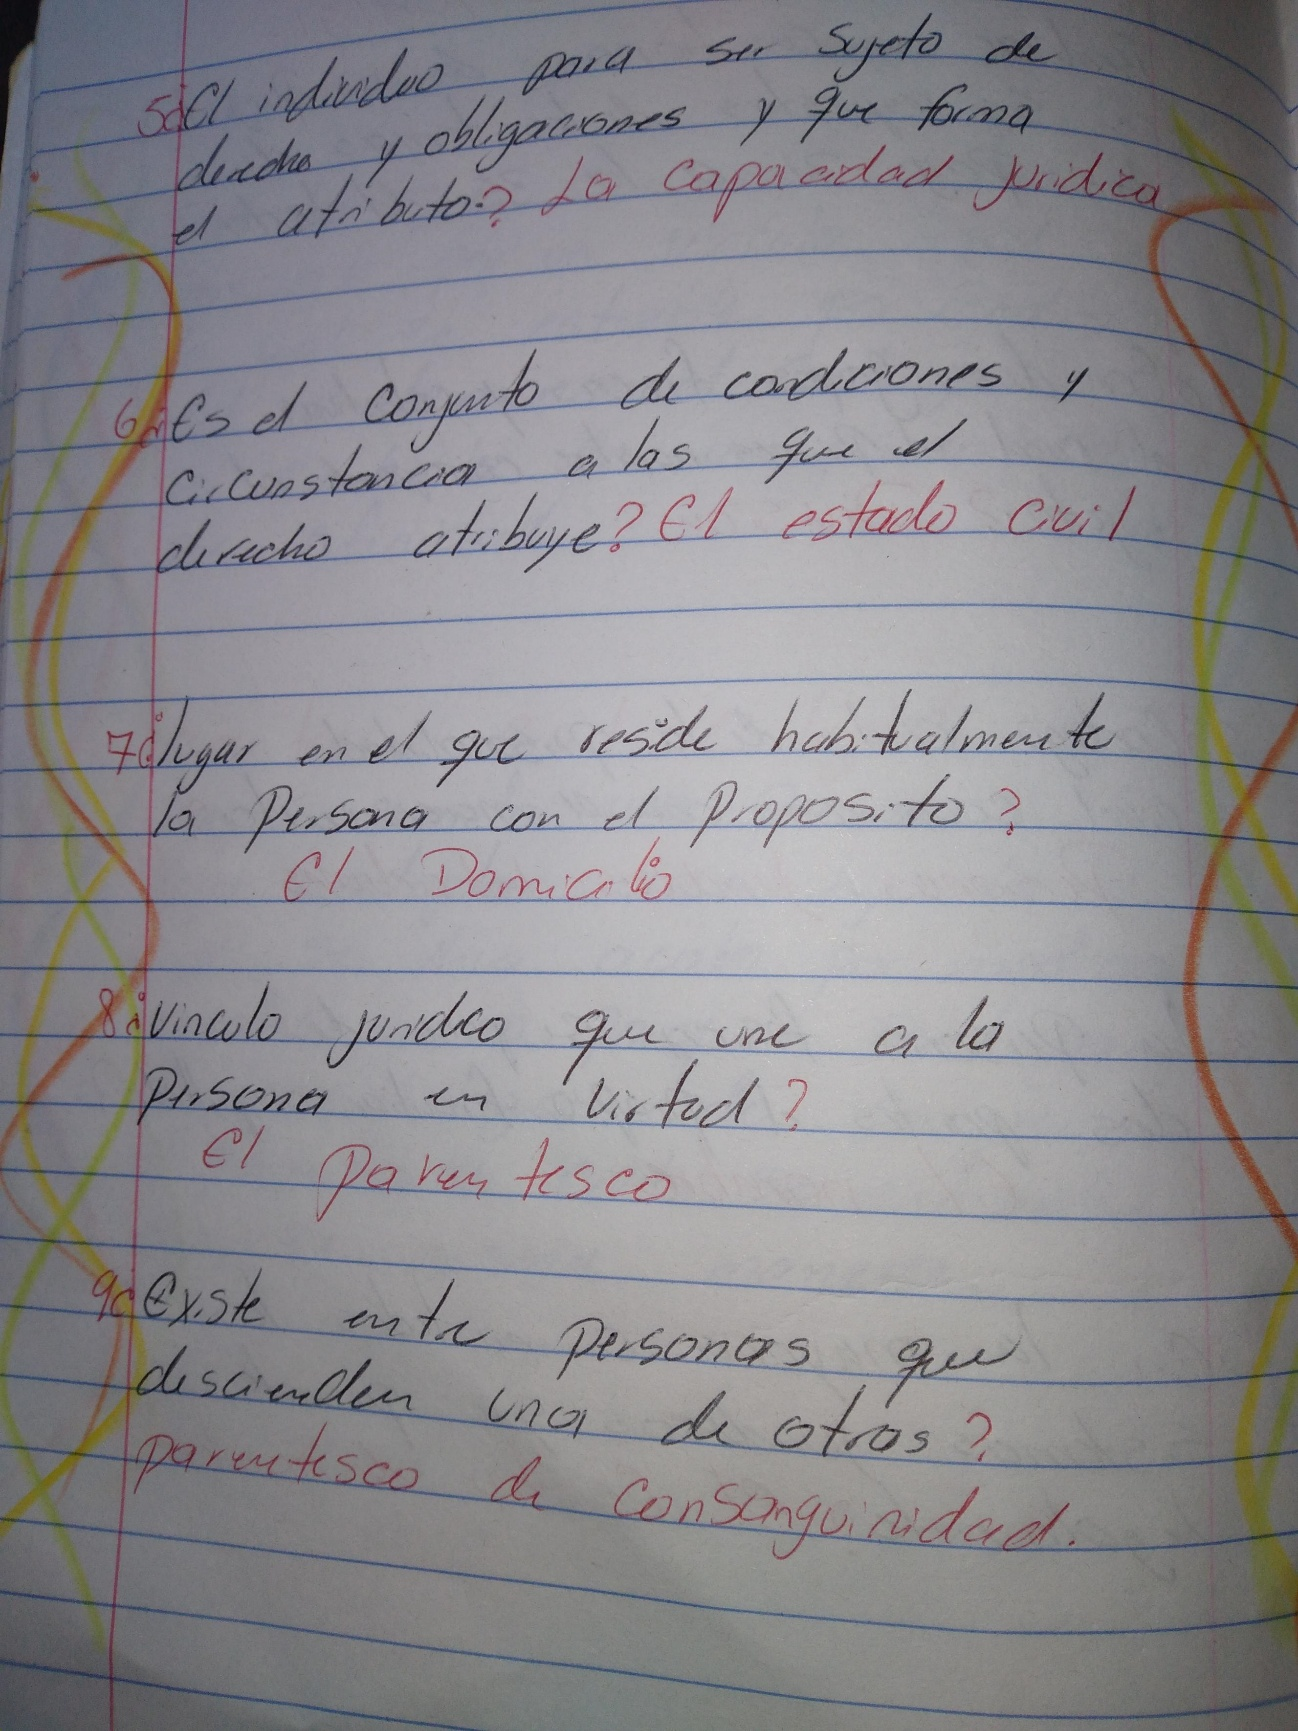 5¿El individuo para ser sujeto de
derecho y obligaciones y que forma
el atributo? La capacidad juridica
6¿Es el conjunto de condiciones y
circunstancia a las que el
derecho atribuye? El estado civil
7¿lugar en el que reside habitualmente
la Persona con el Proposito?
El Domicilio
8¿Vinculo juridico que une a la
Persona en virtud?
El parentesco
9¿Existe entre personas que
descienden una de otros?
parentesco de consanguinidad.